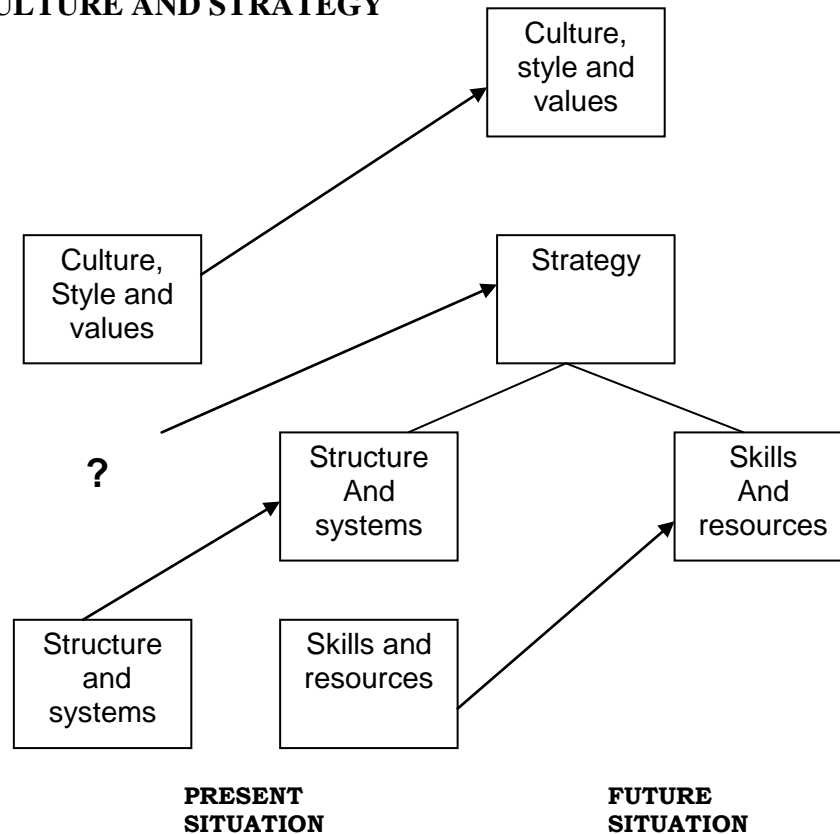 ULTURE AND STRATEGY
Culture,
style and
values
Culture,
Style and
values
Strategy
?
Structure
And
systems
Skills
And
resources
Structure
and
systems
Skills and
resources
PRESENT
SITUATION
FUTURE
SITUATION